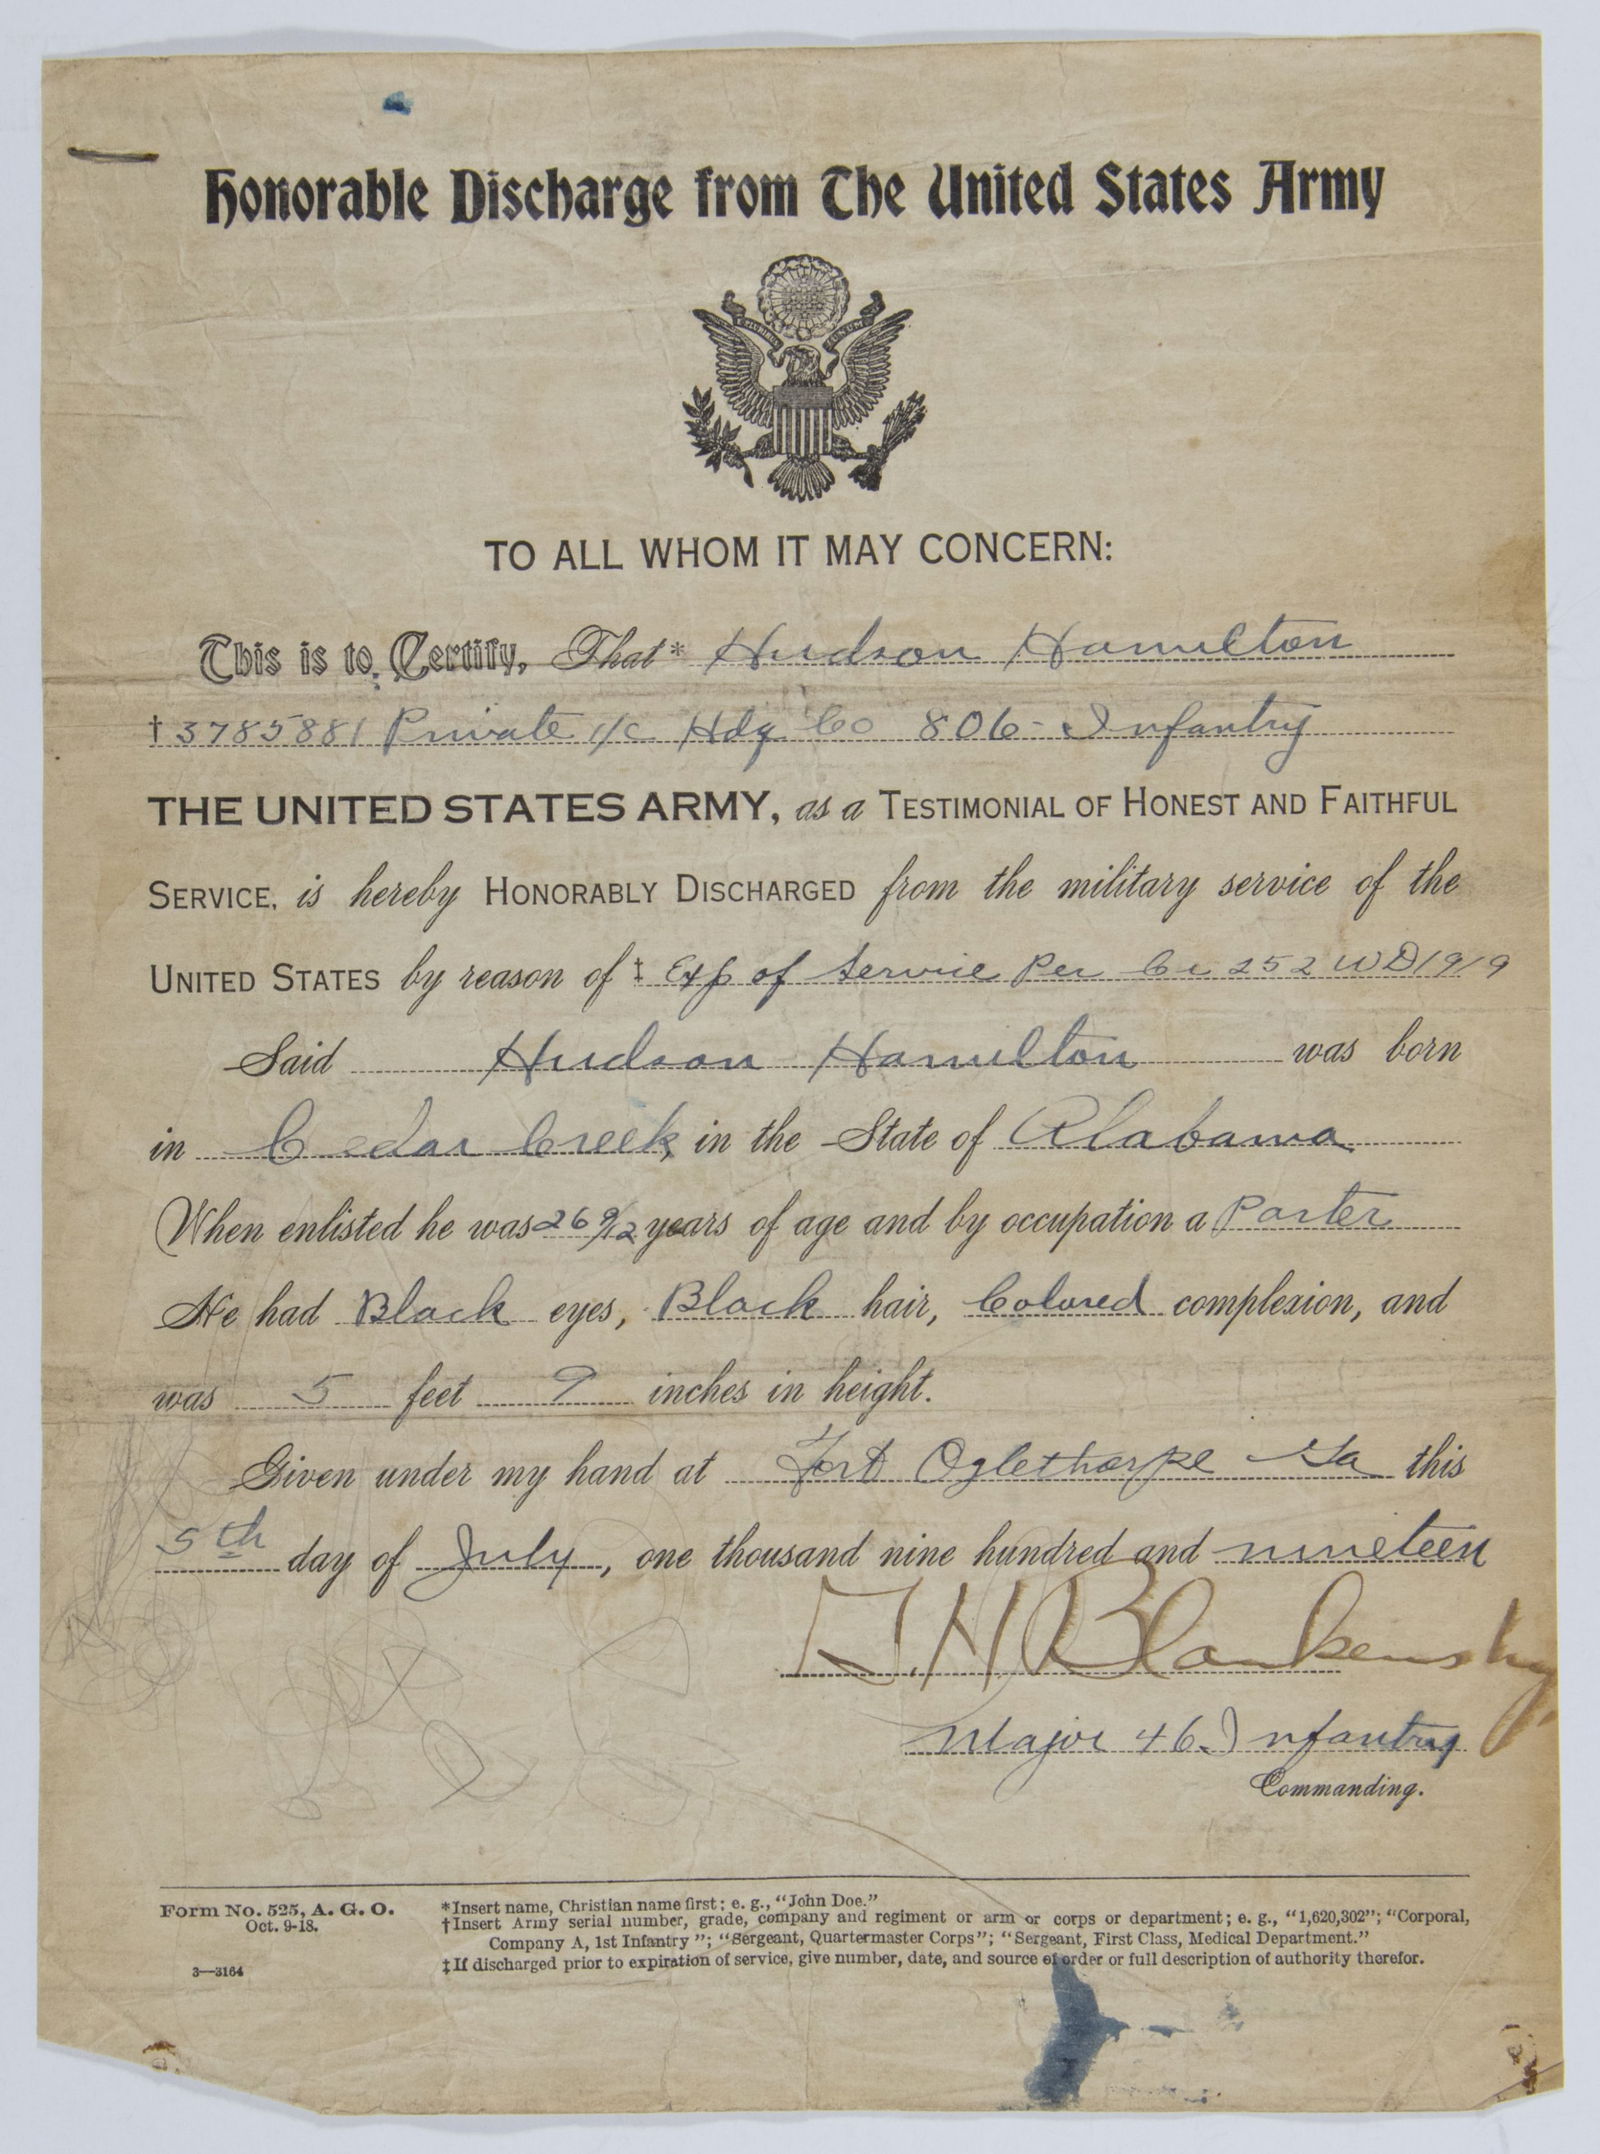 Honorable Discharge from The United States Army
TO ALL WHOM IT MAY CONCERN:
This is to Certify, That* Hudson Hamilton
†3785881 Private 1/c Hdq Co 806 Infantry
THE UNITED STATES ARMY, as a TESTIMONIAL OF HONEST AND FAITHFUL
SERVICE, is hereby HONORABLY DISCHARGED from the military service of the
UNITED STATES by reason of ‡ Exp of Service Per Cir 252 WD 1919
Said Hudson Hamilton was born
in Cedar Creek, in the State of Alabama
When enlisted he was 26 9/12 years of age and by occupation a Porter
He had Black eyes, Black hair, Colored complexion, and
was 5 feet 9 inches in height.
Given under my hand at Fort Oglethorpe Ga this
5th day of July, one thousand nine hundred and nineteen
H Blankenship
Major 46 Infantry
Commanding.
Form No. 525, A. G. O.
Oct. 9-18.
3—3164
*Insert name, Christian name first; e. g., "John Doe."
†Insert Army serial number, grade, company and regiment or arm or corps or department; e. g., "1,620,302"; "Corporal,
Company A, 1st Infantry"; "Sergeant, Quartermaster Corps"; "Sergeant, First Class, Medical Department."
‡If discharged prior to expiration of service, give number, date, and source of order or full description of authority therefor.